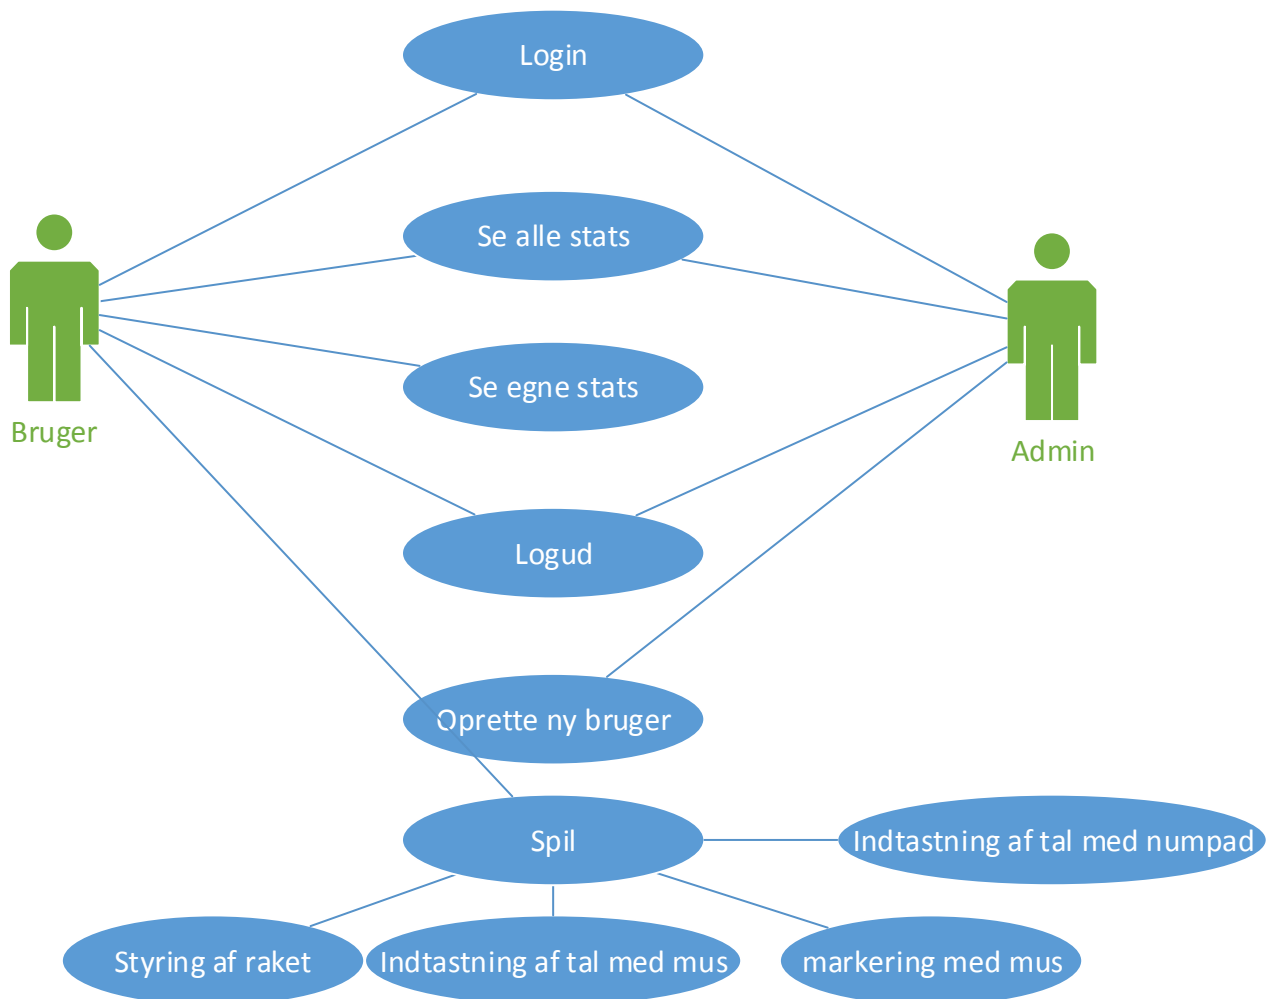 Login
Se alle stats
Se egne stats
Bruger
Admin
Logud
Oprette ny bruger
Spil
Indtastning af tal med numpad
Styring af raket
Indtastning af tal med mus
markering med mus